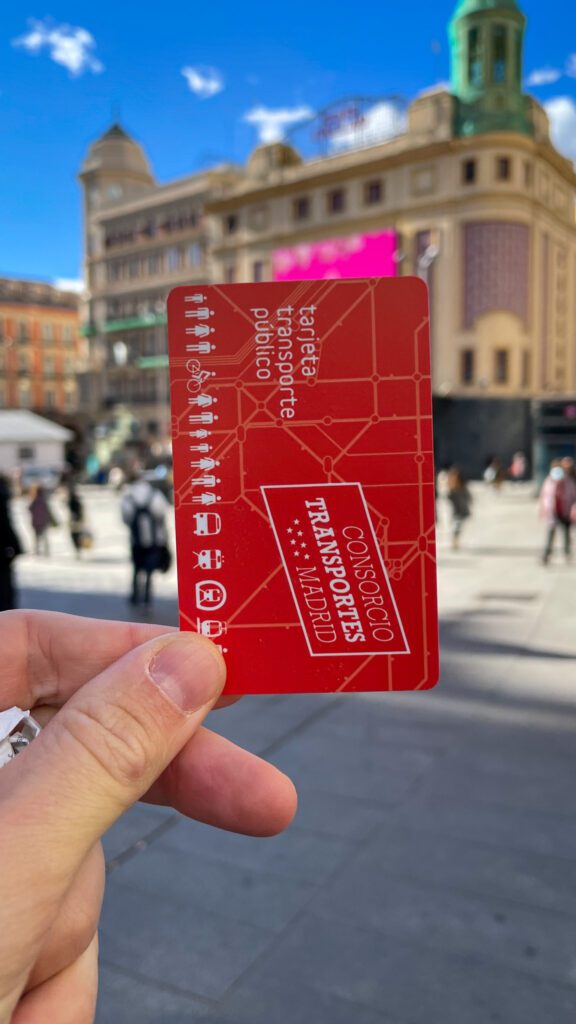 tarjeta
transporte
público
CONSORCIO
TRANSPORTES
MADRID